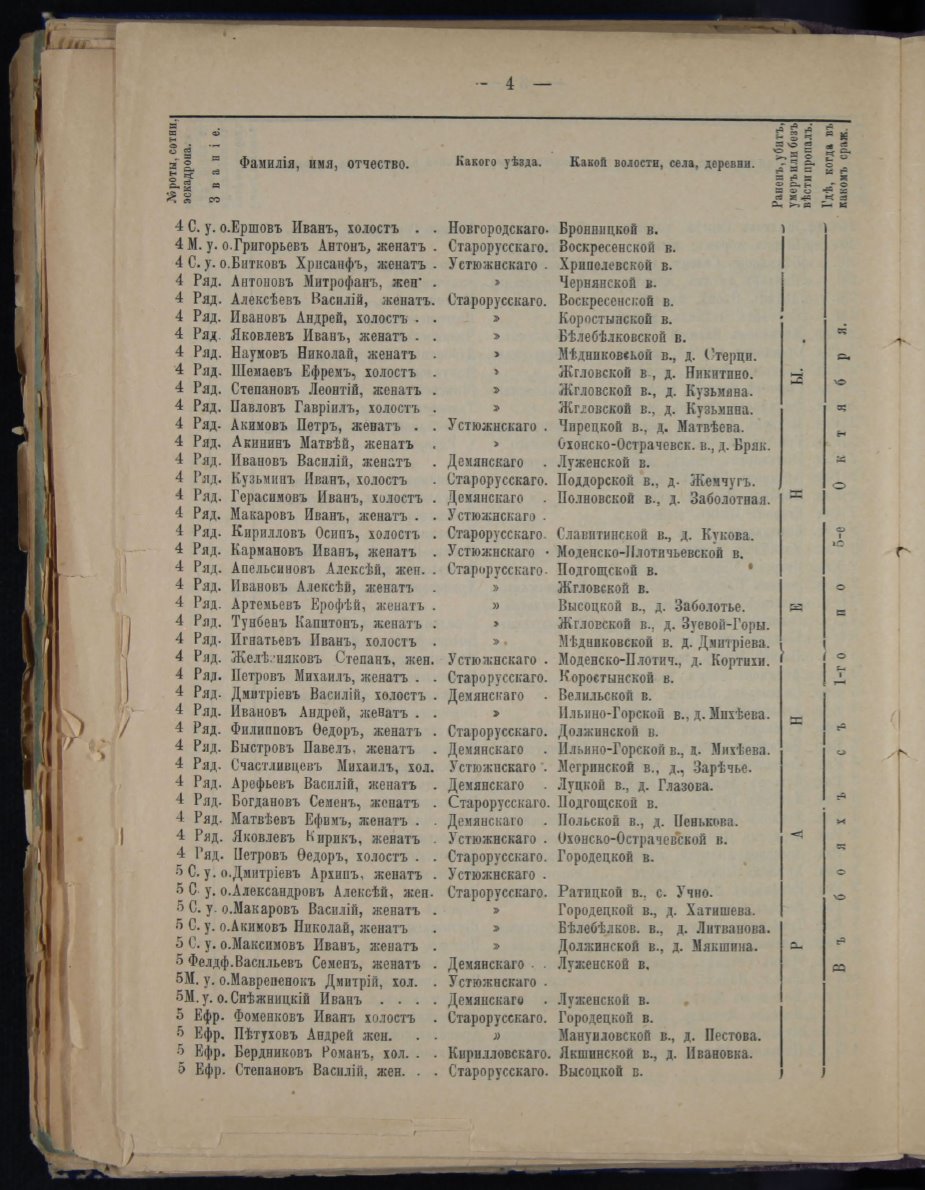 — 4 —
№ роты, сотни, эскадрона.
Званіе.
Фамилія, имя, отчество.
Какого уѣзда.
Какой волости, села, деревни.
Раненъ, убитъ, умеръ или безъ вѣсти пропалъ.
Гдѣ, когда въ какомъ сраж.
4 С. у. о. Ершовъ Иванъ, холостъ . . Новгородскаго. Бронницкой в.
4 М. у. о. Григорьевъ Антонъ, женатъ . Старорусскаго. Воскресенской в.
4 С. у. о. Битковъ Хрисанфъ, женатъ . Устюжнскаго . Хрипелевской в.
4 Ряд. Антоновъ Митрофанъ, жен . » Чернянской в.
4 Ряд. Алексѣевъ Василій, женатъ. Старорусскаго. Воскресенской в.
4 Ряд. Ивановъ Андрей, холостъ . . » Коростынской в.
4 Ряд. Яковлевъ Иванъ, женатъ . . » Бѣлебѣлковской в.
4 Ряд. Наумовъ Николай, женатъ . » Мѣдниковской в., д. Стерци.
4 Ряд. Шемаевъ Ефремъ, холостъ . » Жгловской в., д. Никитино.
4 Ряд. Степановъ Леонтій, женатъ . » Жгловской в., д. Кузьмяна.
4 Ряд. Павловъ Гавріилъ, холостъ . » Жгловской в., д. Кузьмина.
4 Ряд. Акимовъ Петръ, женатъ . . Устюжнскаго . Чирецкой в., д. Матвѣева.
4 Ряд. Акининъ Матвѣй, женатъ . » Охонско-Острачевск. в., д. Бряк.
4 Ряд. Ивановъ Василій, женатъ . Демянскаго . Луженской в.
4 Ряд. Кузьминъ Иванъ, холостъ . Старорусскаго. Поддорской в., д. Жемчугъ.
4 Ряд. Герасимовъ Иванъ, холостъ . Демянскаго . Полновской в., д. Заболотная.
4 Ряд. Макаровъ Иванъ, женатъ . . Устюжнскаго .
4 Ряд. Кирилловъ Осипъ, холостъ . Старорусскаго. Славитинской в., д. Кукова.
4 Ряд. Кармановъ Иванъ, женатъ . Устюжнскаго . Моденско-Плотичьевской в.
4 Ряд. Апельсиновъ Алексѣй, жен. . Старорусскаго. Подгощской в.
4 Ряд. Ивановъ Алексѣй, женатъ . » Жгловской в.
4 Ряд. Артемьевъ Ерофѣй, женатъ . » Высоцкой в., д. Заболотье.
4 Ряд. Тунбенъ Капитонъ, женатъ . » Жгловской в., д. Зуевой-Горы.
4 Ряд. Игнатьевъ Иванъ, холостъ . » Мѣдниковской в. д. Дмитріева.
4 Ряд. Желѣзняковъ Степанъ, жен. Устюжнскаго . Моденско-Плотич., д. Кортихи.
4 Ряд. Петровъ Михаилъ, женатъ . . Старорусскаго. Коростынской в.
4 Ряд. Дмитріевъ Василій, холостъ . Демянскаго . Велильской в.
4 Ряд. Ивановъ Андрей, женатъ . . » Ильино-Горской в., д. Михѣева.
4 Ряд. Филипповъ Ѳедоръ, женатъ . Старорусскаго. Должинской в.
4 Ряд. Быстровъ Павелъ, женатъ . Демянскаго . Ильино-Горской в., д. Михѣева.
4 Ряд. Счастливцевъ Михаилъ, хол. Устюжнскаго . Мегринской в., д., Зарѣчье.
4 Ряд. Арефьевъ Василій, женатъ . Демянскаго . Луцкой в., д. Глазова.
4 Ряд. Богдановъ Семенъ, женатъ . Старорусскаго. Подгощской в.
4 Ряд. Матвѣевъ Ефимъ, женатъ . . Демянскаго . Польской в., д. Пенькова.
4 Ряд. Яковлевъ Кирикъ, женатъ . Устюжнскаго . Охонско-Острачевской в.
4 Ряд. Петровъ Ѳедоръ, холостъ . . Старорусскаго. Городецкой в.
5 С. у. о. Дмитріевъ Архипъ, женатъ . Устюжнскаго .
5 С. у. о. Александровъ Алексѣй, жен. Старорусскаго. Ратицкой в., с. Учно.
5 С. у. о. Макаровъ Василій, женатъ . » Городецкой в., д. Хатишева.
5 С. у. о. Акимовъ Николай, женатъ . » Бѣлебѣлков. в., д. Литванова.
5 С. у. о. Максимовъ Иванъ, женатъ . » Должинской в., д. Мякшина.
5 Фелдф. Васильевъ Семенъ, женатъ . Демянскаго . Луженской в.
5 М. у. о. Мавренeнокъ Дмитрій, хол. . Устюжнскаго .
5 М. у. о. Снѣжницкій Иванъ . . . . Демянскаго . Луженской в.
5 Ефр. Фоменковъ Иванъ холостъ . Старорусскаго. Городецкой в.
5 Ефр. Пѣтуховъ Андрей жен. . . » Мануиловской в., д. Пестова.
5 Ефр. Бердниковъ Романъ, хол. . . Кирилловскаго. Якшинской в., д. Ивановка.
5 Ефр. Степановъ Василій, жен. . . Старорусскаго. Высоцкой в.
РАНЕНЫ.
Въ бояхъ съ 1-го по 5-е Октября.